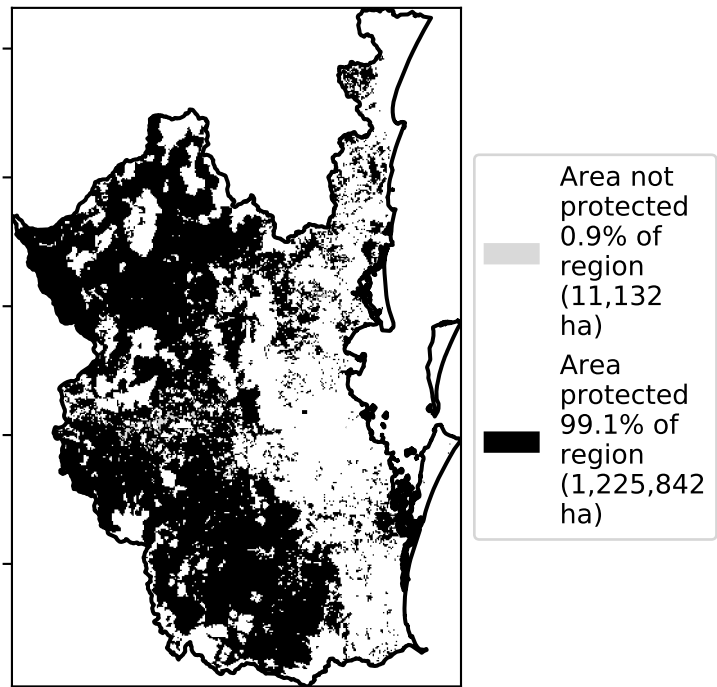 Area not
protected
0.9% of
region
(11,132
ha)
Area
protected
99.1% of
region
(1,225,842
ha)